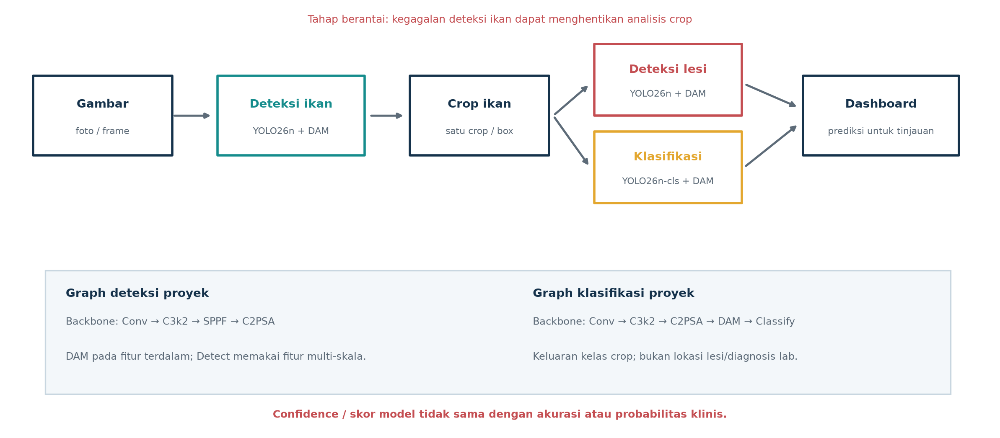 Tahap berantai: kegagalan deteksi ikan dapat menghentikan analisis crop
Gambar
foto / frame
Deteksi ikan
YOLO26n + DAM
Crop ikan
satu crop / box
Deteksi lesi
YOLO26n + DAM
Klasifikasi
YOLO26n-cls + DAM
Dashboard
prediksi untuk tinjauan
Graph deteksi proyek
Backbone: Conv → C3k2 → SPPF → C2PSA
DAM pada fitur terdalam; Detect memakai fitur multi-skala.
Graph klasifikasi proyek
Backbone: Conv → C3k2 → C2PSA → DAM → Classify
Keluaran kelas crop; bukan lokasi lesi/diagnosis lab.
Confidence / skor model tidak sama dengan akurasi atau probabilitas klinis.